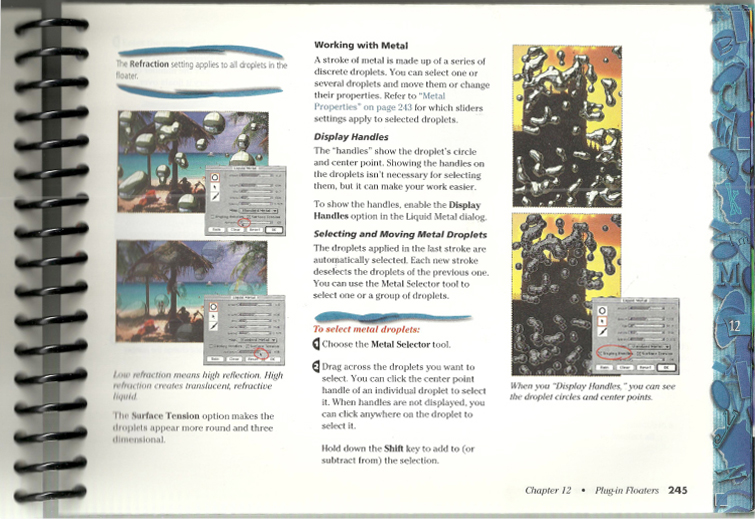 The Refraction setting applies to all droplets in the
floater.
Low refraction means high reflection. High
refraction creates translucent, refractive
liquid.
The Surface Tension option makes the
droplets appear more round and three
dimensional.
Working with Metal
A stroke of metal is made up of a series of
discrete droplets. You can select one or
several droplets and move them or change
their properties. Refer to "Metal
Properties" on page 243 for which sliders
settings apply to selected droplets.
Display Handles
The "handles" show the droplet's circle
and center point. Showing the handles on
the droplets isn't necessary for selecting
them, but it can make your work easier.
To show the handles, enable the Display
Handles option in the Liquid Metal dialog.
Selecting and Moving Metal Droplets
The droplets applied in the last stroke are
automatically selected. Each new stroke
deselects the droplets of the previous one.
You can use the Metal Selector tool to
select one or a group of droplets.
To select metal droplets:
1 Choose the Metal Selector tool.
2 Drag across the droplets you want to
select. You can click the center point
handle of an individual droplet to select
it. When handles are not displayed, you
can click anywhere on the droplet to
select it.
Hold down the Shift key to add to (or
subtract from) the selection.
When you "Display Handles," you can see
the droplet circles and center points.
12
Chapter 12 • Plug-in Floaters 245